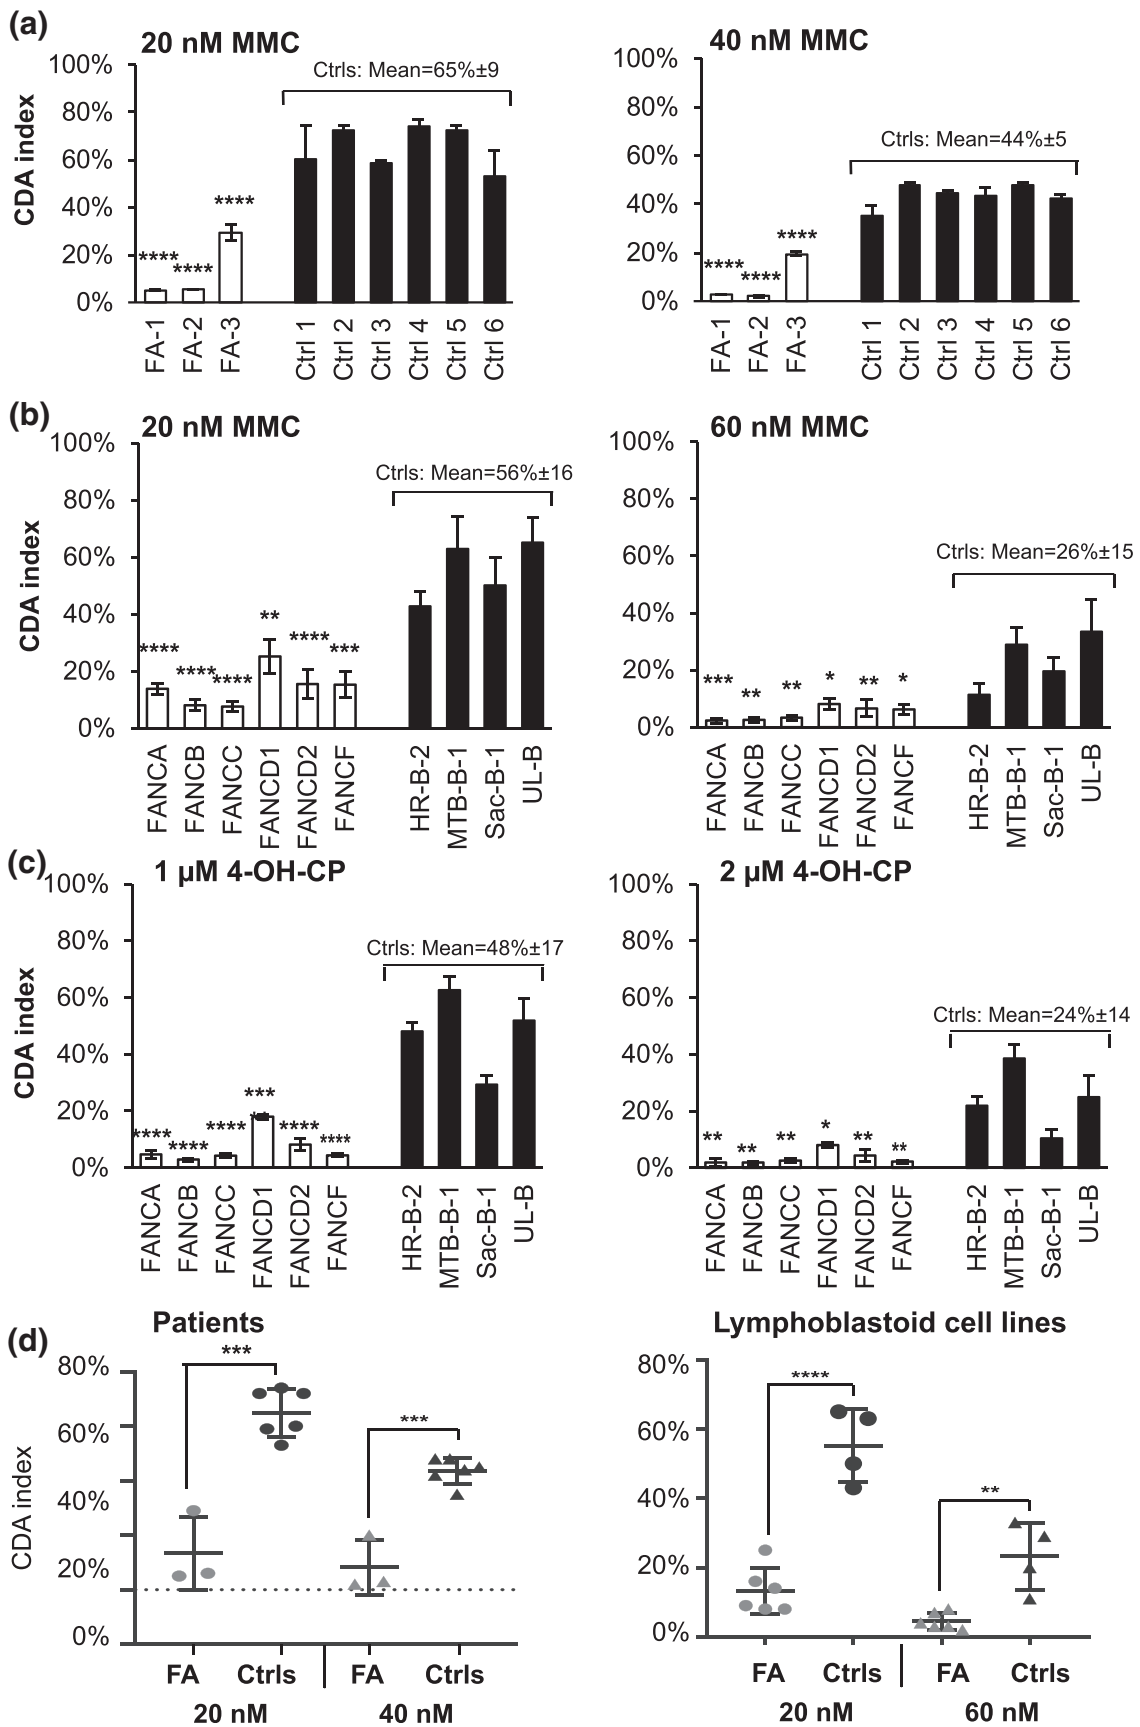 (a)
20 nM MMC
Ctrls: Mean=65%±9
CDA index
100%
80%
60%
40%
20%
0%
****
****
****
FA-1
FA-2
FA-3
Ctrl 1
Ctrl 2
Ctrl 3
Ctrl 4
Ctrl 5
Ctrl 6
40 nM MMC
Ctrls: Mean=44%±5
100%
80%
60%
40%
20%
0%
****
****
****
FA-1
FA-2
FA-3
Ctrl 1
Ctrl 2
Ctrl 3
Ctrl 4
Ctrl 5
Ctrl 6
(b)
20 nM MMC
Ctrls: Mean=56%±16
CDA index
100%
80%
60%
40%
20%
0%
****
****
****
**
****
***
FANCA
FANCB
FANCC
FANCD1
FANCD2
FANCF
HR-B-2
MTB-B-1
Sac-B-1
UL-B
60 nM MMC
Ctrls: Mean=26%±15
100%
80%
60%
40%
20%
0%
***
**
**
*
**
*
FANCA
FANCB
FANCC
FANCD1
FANCD2
FANCF
HR-B-2
MTB-B-1
Sac-B-1
UL-B
(c)
1 µM 4-OH-CP
Ctrls: Mean=48%±17
CDA index
100%
80%
60%
40%
20%
0%
****
****
****
***
****
****
FANCA
FANCB
FANCC
FANCD1
FANCD2
FANCF
HR-B-2
MTB-B-1
Sac-B-1
UL-B
2 µM 4-OH-CP
Ctrls: Mean=24%±14
100%
80%
60%
40%
20%
0%
**
**
**
*
**
**
FANCA
FANCB
FANCC
FANCD1
FANCD2
FANCF
HR-B-2
MTB-B-1
Sac-B-1
UL-B
(d)
Patients
CDA index
80%
60%
40%
20%
0%
***
***
FA
Ctrls
FA
Ctrls
20 nM
40 nM
Lymphoblastoid cell lines
80%
60%
40%
20%
0%
****
**
FA
Ctrls
FA
Ctrls
20 nM
60 nM